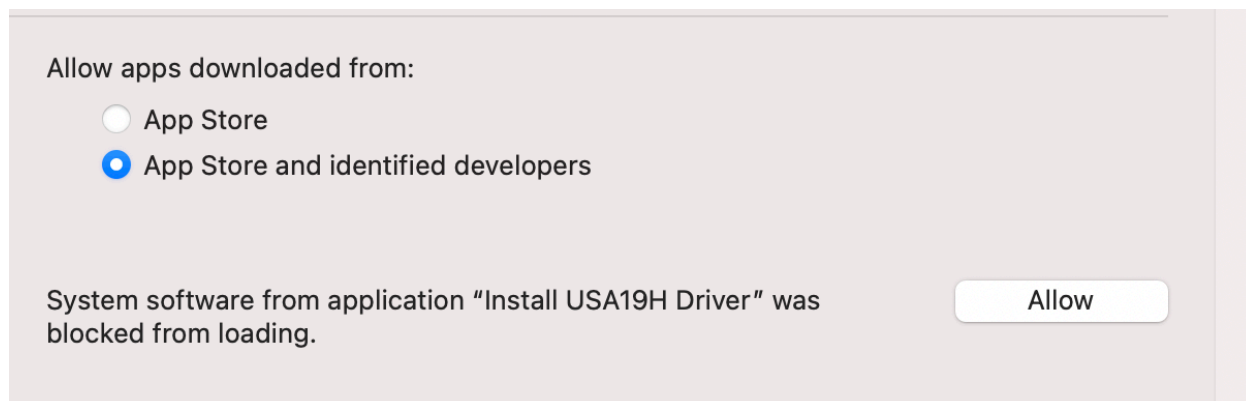 Allow apps downloaded from:
App Store
App Store and identified developers
System software from application “Install USA19H Driver” was
blocked from loading.
Allow